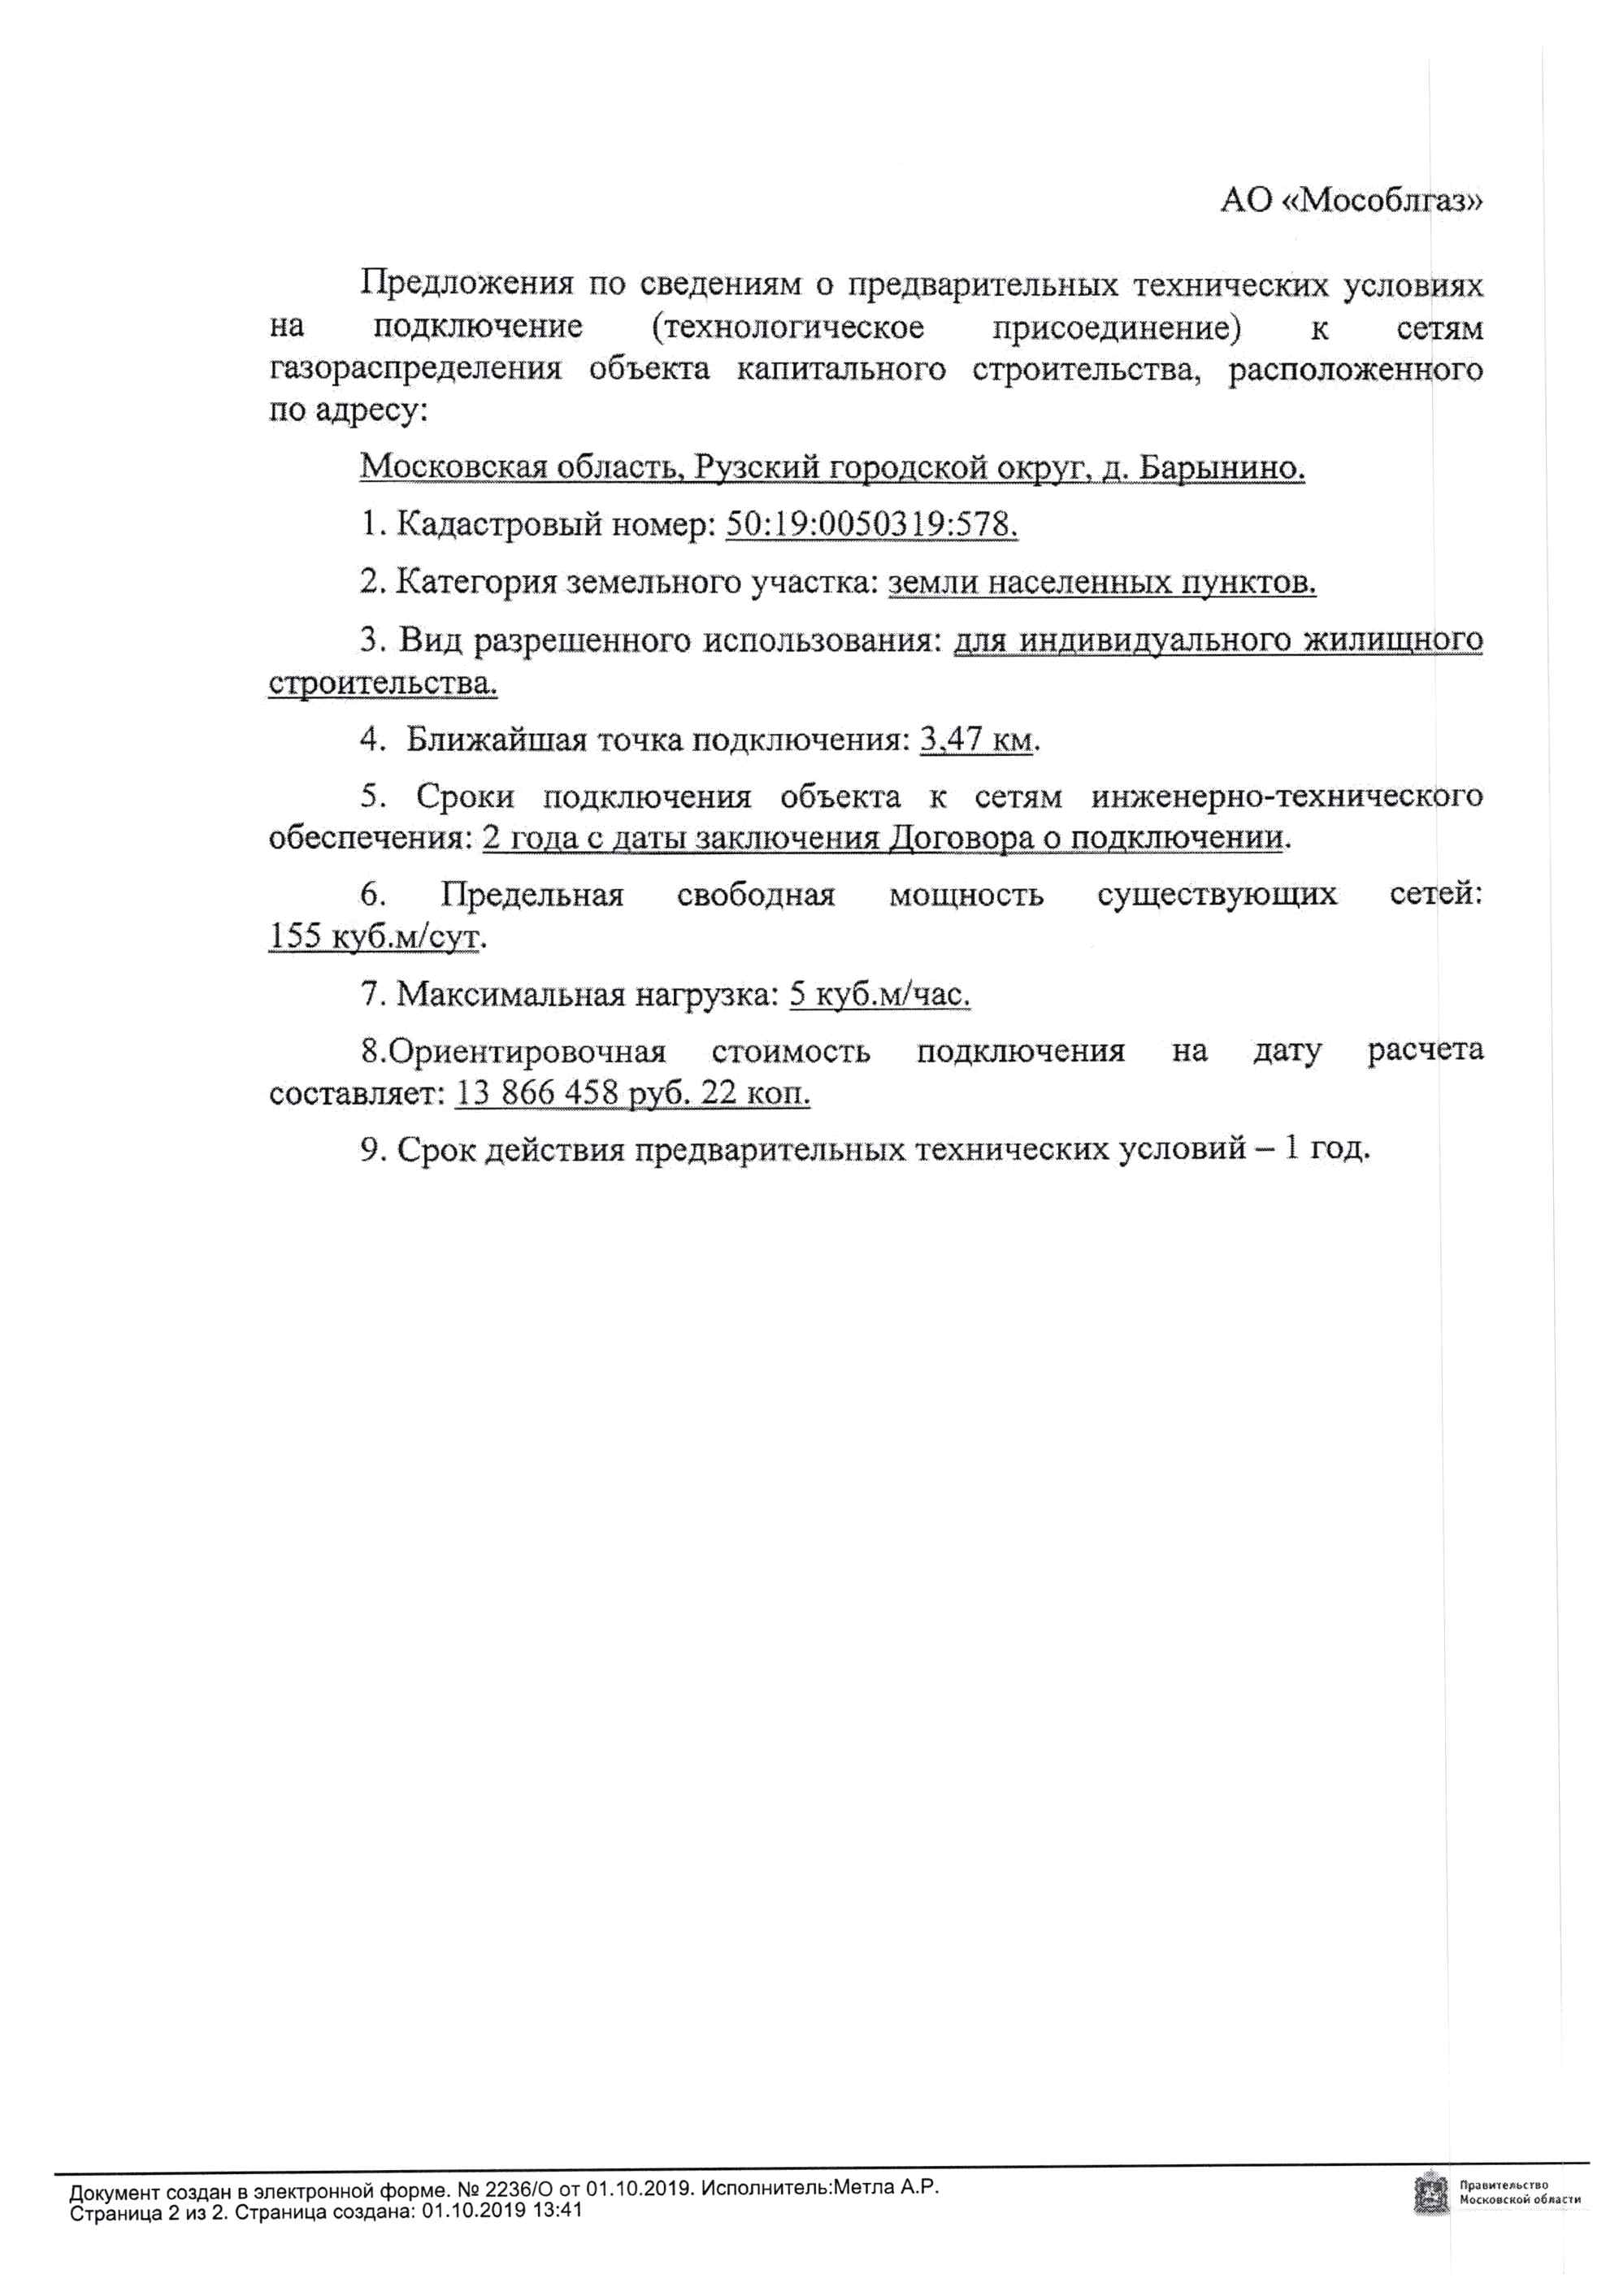 АО «Мособлгаз»
Предложения по сведениям о предварительных технических условиях
на подключение (технологическое присоединение) к сетям
газораспределения объекта капитального строительства, расположенного
по адресу:
Московская область, Рузский городской округ, д. Барынино.
1. Кадастровый номер: 50:19:0050319:578.
2. Категория земельного участка: земли населенных пунктов.
3. Вид разрешенного использования: для индивидуального жилищного
строительства.
4. Ближайшая точка подключения: 3,47 км.
5. Сроки подключения объекта к сетям инженерно-технического
обеспечения: 2 года с даты заключения Договора о подключении.
6. Предельная свободная мощность существующих сетей:
155 куб.м/сут.
7. Максимальная нагрузка: 5 куб.м/час.
8.Ориентировочная стоимость подключения на дату расчета
составляет: 13 866 458 руб. 22 коп.
9. Срок действия предварительных технических условий – 1 год.
Документ создан в электронной форме. № 2236/О от 01.10.2019. Исполнитель:Метла А.Р.
Страница 2 из 2. Страница создана: 01.10.2019 13:41
Правительство
Московской области